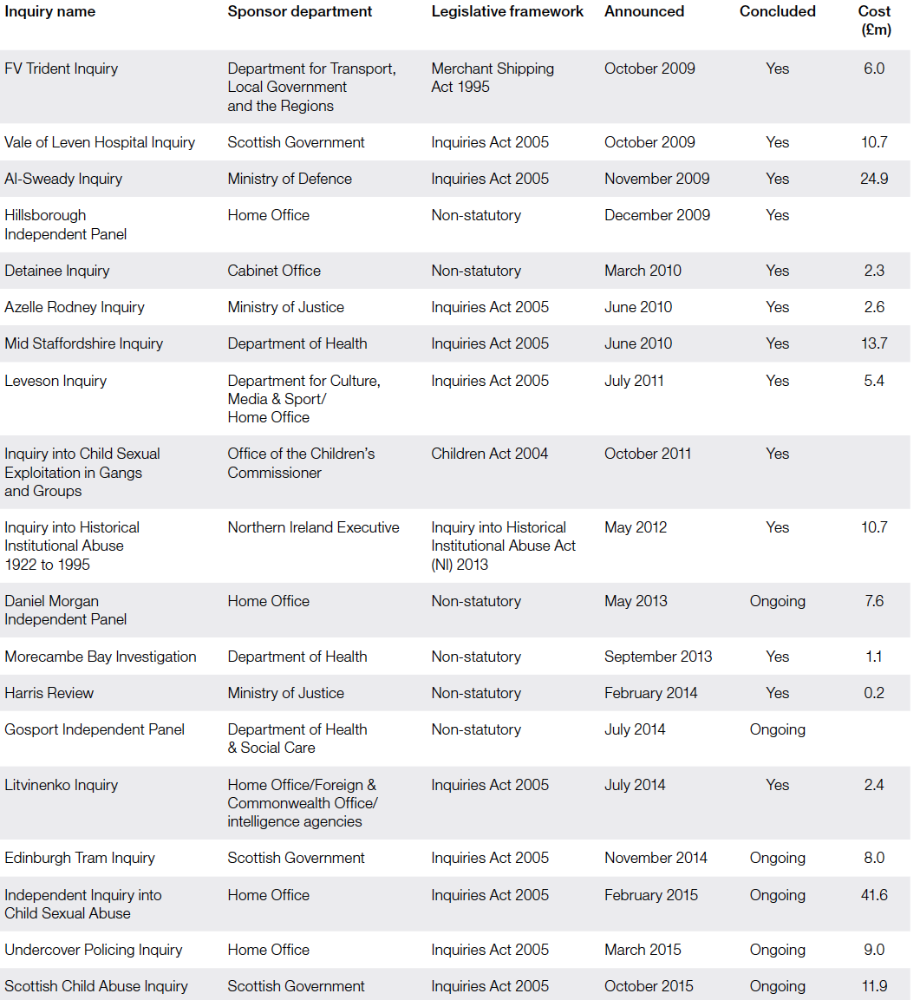 Inquiry name Sponsor department Legislative framework Announced Concluded Cost
(£m)
FV Trident Inquiry Department for Transport, Merchant Shipping October 2009 Yes 6.0
Local Government Act 1995
and the Regions
Vale of Leven Hospital Inquiry Scottish Government Inquiries Act 2005 October 2009 Yes 10.7
Al-Sweady Inquiry Ministry of Defence Inquiries Act 2005 November 2009 Yes 24.9
Hillsborough Home Office Non-statutory December 2009 Yes
Independent Panel
Detainee Inquiry Cabinet Office Non-statutory March 2010 Yes 2.3
Azelle Rodney Inquiry Ministry of Justice Inquiries Act 2005 June 2010 Yes 2.6
Mid Staffordshire Inquiry Department of Health Inquiries Act 2005 June 2010 Yes 13.7
Leveson Inquiry Department for Culture, Inquiries Act 2005 July 2011 Yes 5.4
Media & Sport/
Home Office
Inquiry into Child Sexual Office of the Children’s Children Act 2004 October 2011 Yes
Exploitation in Gangs Commissioner
and Groups
Inquiry into Historical Northern Ireland Executive Inquiry into Historical May 2012 Yes 10.7
Institutional Abuse Institutional Abuse Act
1922 to 1995 (NI) 2013
Daniel Morgan Home Office Non-statutory May 2013 Ongoing 7.6
Independent Panel
Morecambe Bay Investigation Department of Health Non-statutory September 2013 Yes 1.1
Harris Review Ministry of Justice Non-statutory February 2014 Yes 0.2
Gosport Independent Panel Department of Health Non-statutory July 2014 Ongoing
& Social Care
Litvinenko Inquiry Home Office/Foreign & Inquiries Act 2005 July 2014 Yes 2.4
Commonwealth Office/
intelligence agencies
Edinburgh Tram Inquiry Scottish Government Inquiries Act 2005 November 2014 Ongoing 8.0
Independent Inquiry into Home Office Inquiries Act 2005 February 2015 Ongoing 41.6
Child Sexual Abuse
Undercover Policing Inquiry Home Office Inquiries Act 2005 March 2015 Ongoing 9.0
Scottish Child Abuse Inquiry Scottish Government Inquiries Act 2005 October 2015 Ongoing 11.9